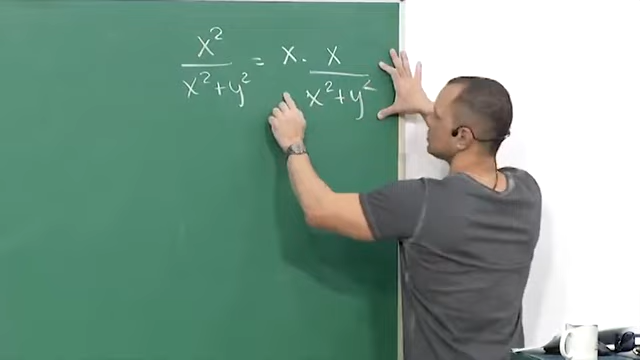 x²/(x²+y²) = x · x/(x²+y²)